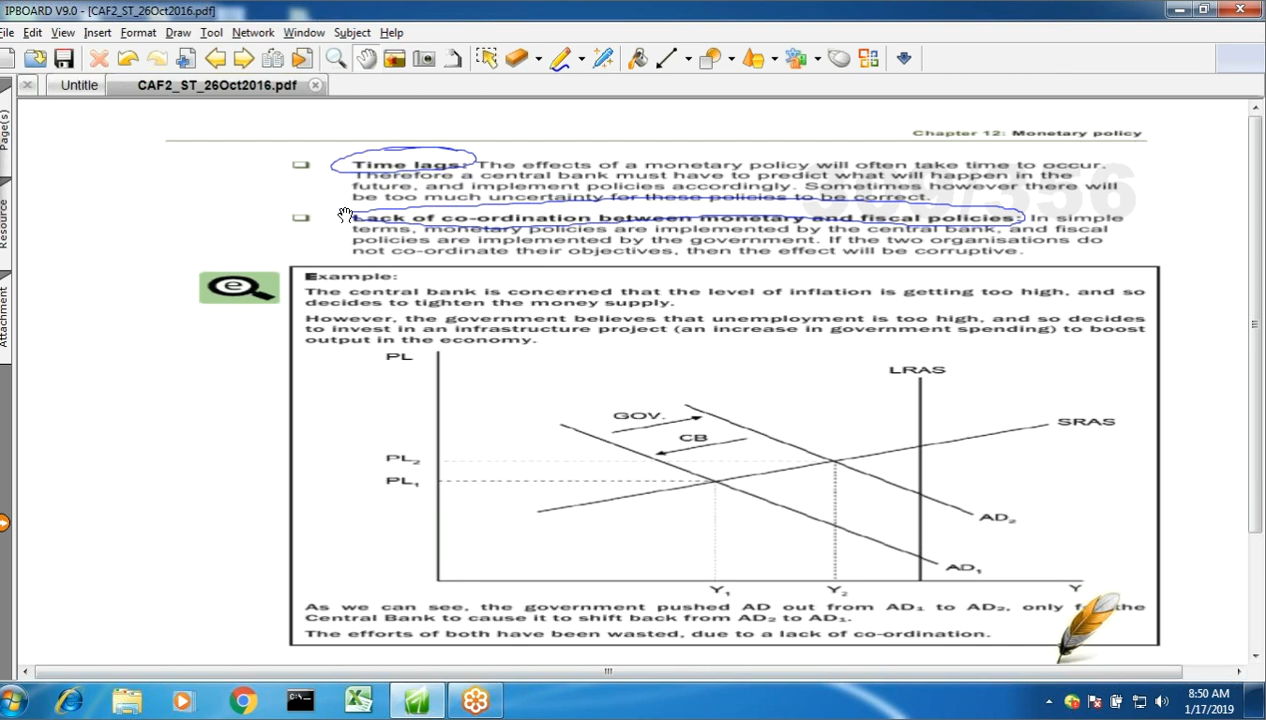 IPBOARD V9.0 - [CAF2_ST_26Oct2016.pdf]
File Edit View Insert Format Draw Tool Network Window Subject Help
Untitle CAF2_ST_26Oct2016.pdf
Page(s)
Resource
Attachment
Chapter 12: Monetary policy
Time lags: The effects of a monetary policy will often take time to occur.
Therefore a central bank must have to predict what will happen in the
future, and implement policies accordingly. Sometimes however there will
be too much uncertainty for these policies to be correct.
309/356
Lack of co-ordination between monetary and fiscal policies: In simple
terms, monetary policies are implemented by the central bank, and fiscal
policies are implemented by the government. If the two organisations do
not co-ordinate their objectives, then the effect will be corruptive.
e
Example:
The central bank is concerned that the level of inflation is getting too high, and so
decides to tighten the money supply.
However, the government believes that unemployment is too high, and so decides
to invest in an infrastructure project (an increase in government spending) to boost
output in the economy.
PL
LRAS
GOV.
SRAS
CB
PL₂
PL₁
AD₂
AD₁
Y₁ Y₂ Y
As we can see, the government pushed AD out from AD₁ to AD₂, only the
Central Bank to cause it to shift back from AD₂ to AD₁.
The efforts of both have been wasted, due to a lack of co-ordination.
8:50 AM
1/17/2019